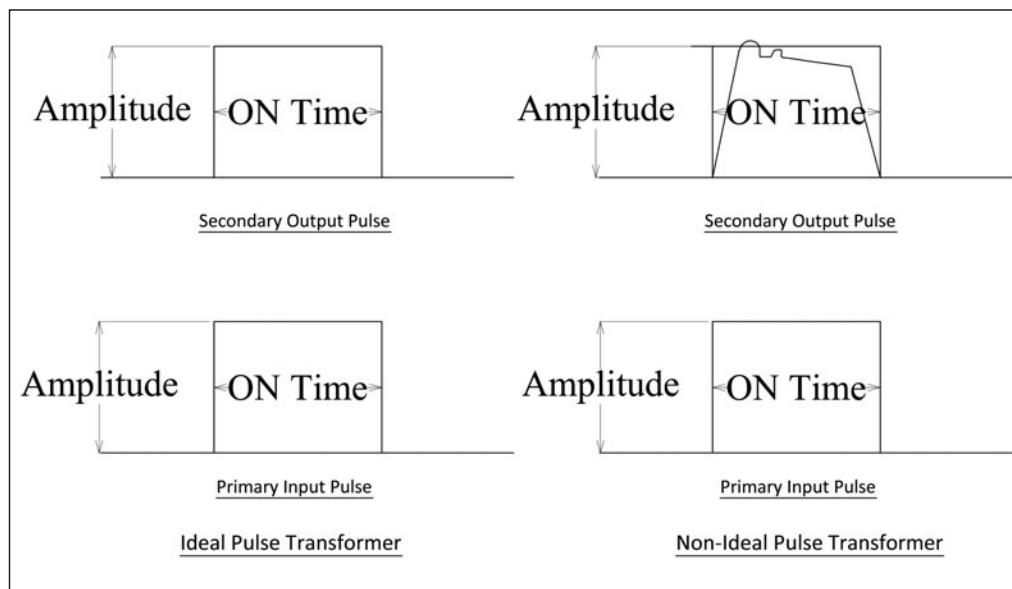 Amplitude
ON Time
Secondary Output Pulse
Amplitude
ON Time
Secondary Output Pulse
Amplitude
ON Time
Primary Input Pulse
Ideal Pulse Transformer
Amplitude
ON Time
Primary Input Pulse
Non-Ideal Pulse Transformer